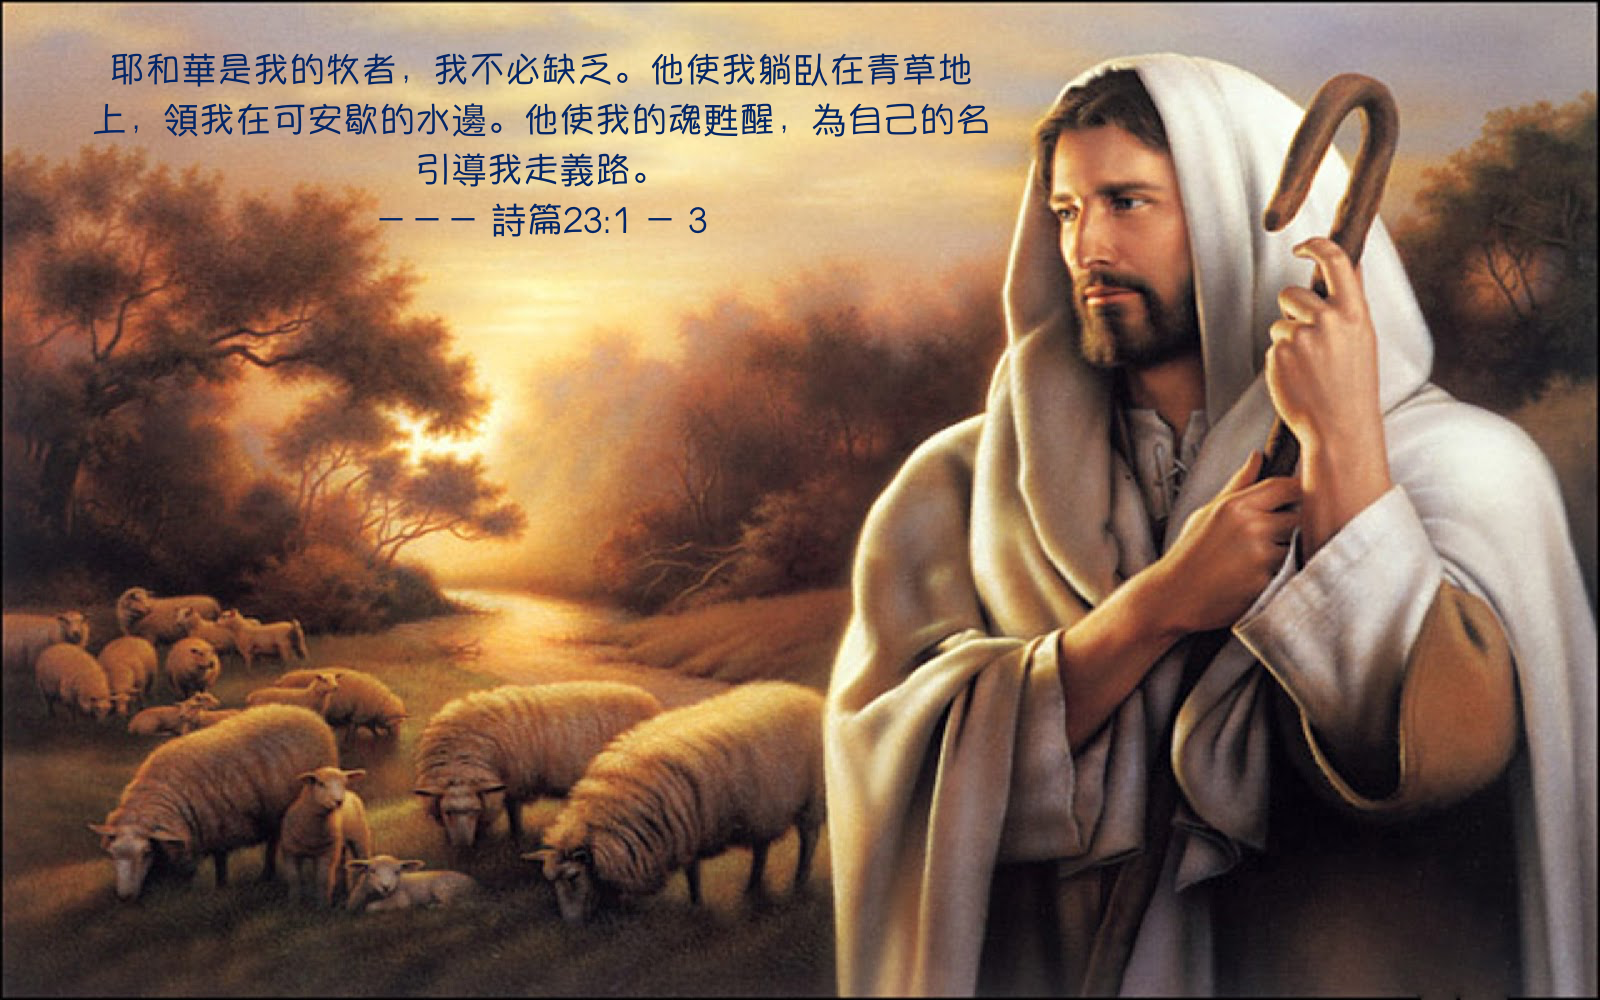 耶和華是我的牧者，我不必缺乏。他使我躺臥在青草地
上，領我在可安歇的水邊。他使我的魂甦醒，為自己的名
引導我走義路。
－－－ 詩篇23:1 － 3